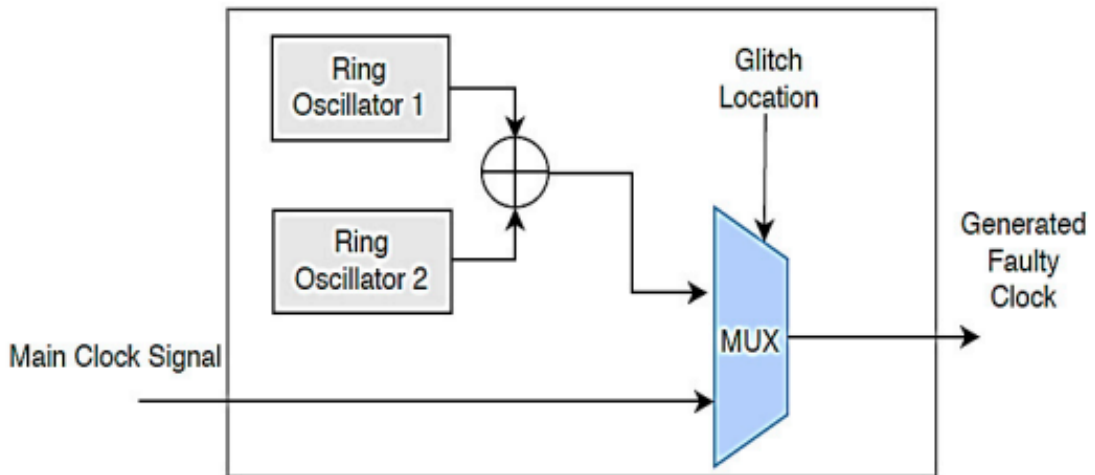 Ring
Oscillator 1
Glitch
Location
Ring
Oscillator 2
Generated
Faulty
Clock
MUX
Main Clock Signal